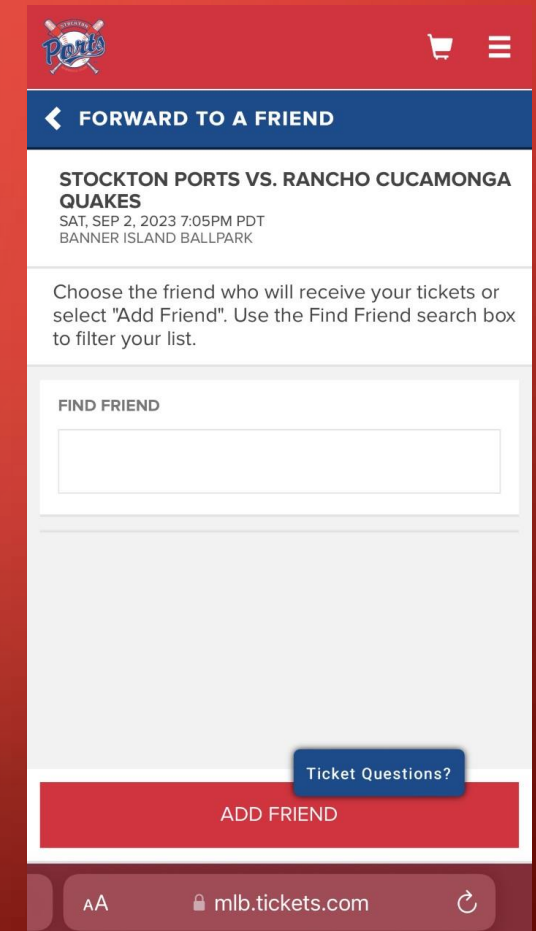 STOCKTON
Ports
FORWARD TO A FRIEND
STOCKTON PORTS VS. RANCHO CUCAMONGA
QUAKES
SAT, SEP 2, 2023 7:05PM PDT
BANNER ISLAND BALLPARK
Choose the friend who will receive your tickets or
select "Add Friend". Use the Find Friend search box
to filter your list.
FIND FRIEND
Ticket Questions?
ADD FRIEND
AA
mlb.tickets.com